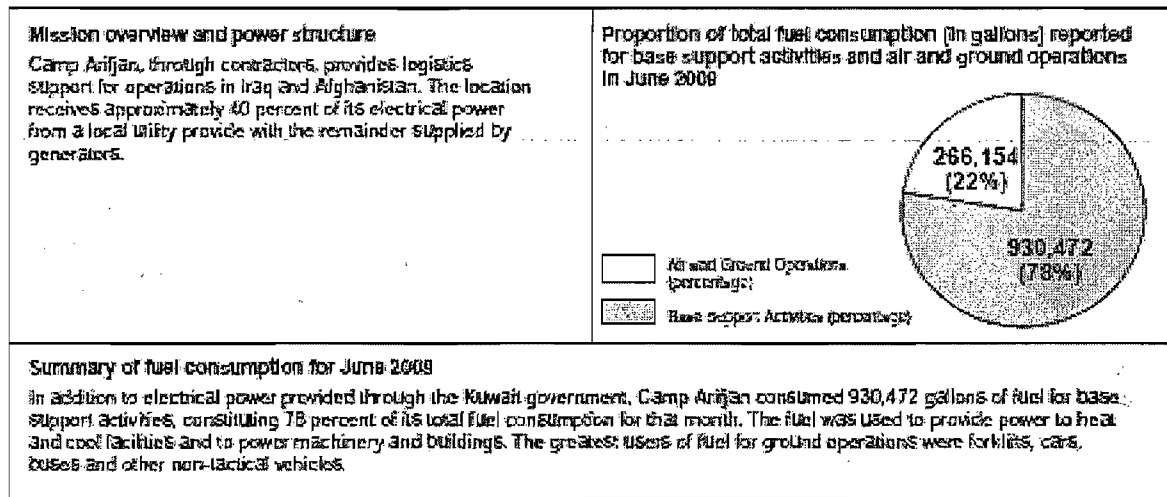 Mission overview and power structure
Camp Arifjan, through contractors, provides logistics
support for operations in Iraq and Afghanistan. The location
receives approximately 40 percent of its electrical power
from a local utility provide with the remainder supplied by
generators.
Proportion of total fuel consumption (in gallons) reported
for base support activities and air and ground operations
in June 2009
266,154
(22%)
930,472
(78%)
Air and Ground Operations
(percentage)
Base Support Activities (percentage)
Summary of fuel consumption for June 2009
In addition to electrical power provided through the Kuwait government, Camp Arifjan consumed 930,472 gallons of fuel for base
support activities, constituting 78 percent of its total fuel consumption for that month. The fuel was used to provide power to heat
and cool facilities and to power machinery and buildings. The greatest users of fuel for ground operations were forklifts, cars,
buses and other non-tactical vehicles.